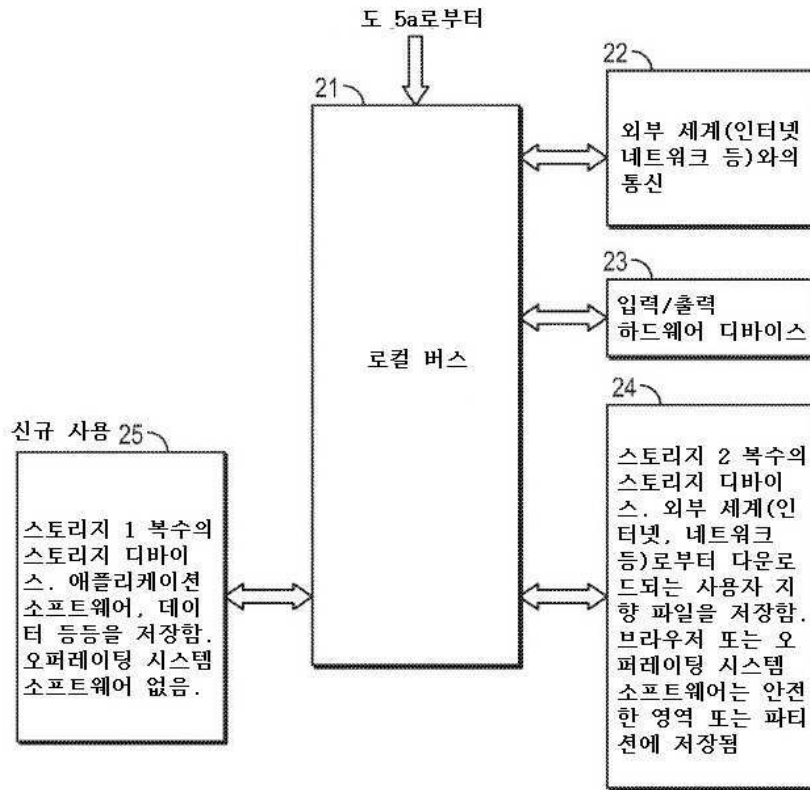 도 5a로부터
21
로컬 버스
22
외부 세계(인터넷
네트워크 등)와의
통신
23
입력/출력
하드웨어 디바이스
24
스토리지 2 복수의
스토리지 디바이
스. 외부 세계(인
터넷, 네트워크
등)로부터 다운로
드되는 사용자 지
향 파일을 저장함.
브라우저 또는 오
퍼레이팅 시스템
소프트웨어는 안전
한 영역 또는 파티
션에 저장됨
신규 사용 25
스토리지 1 복수의
스토리지 디바이
스. 애플리케이션
소프트웨어, 데이
터 등등을 저장함.
오퍼레이팅 시스템
소프트웨어 없음.